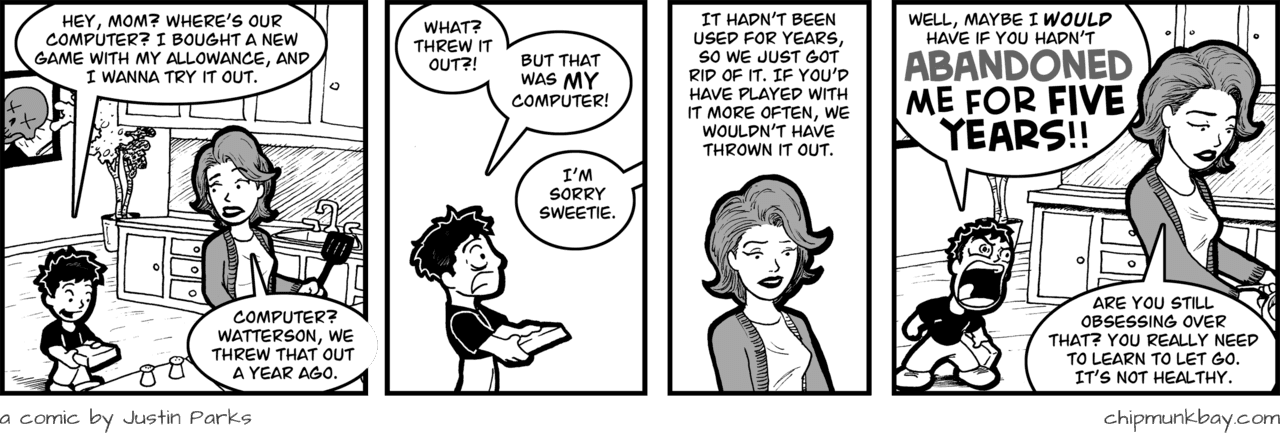 HEY, MOM? WHERE'S OUR
COMPUTER? I BOUGHT A NEW
GAME WITH MY ALLOWANCE, AND
I WANNA TRY IT OUT.
COMPUTER?
WATTERSON, WE
THREW THAT OUT
A YEAR AGO.
WHAT?
THREW IT
OUT?!
BUT THAT
WAS MY
COMPUTER!
I'M
SORRY
SWEETIE.
IT HADN'T BEEN
USED FOR YEARS,
SO WE JUST GOT
RID OF IT. IF YOU'D
HAVE PLAYED WITH
IT MORE OFTEN, WE
WOULDN'T HAVE
THROWN IT OUT.
WELL, MAYBE I WOULD
HAVE IF YOU HADN'T
ABANDONED
ME FOR FIVE
YEARS!!
ARE YOU STILL
OBSESSING OVER
THAT? YOU REALLY NEED
TO LEARN TO LET GO.
IT'S NOT HEALTHY.
a comic by Justin Parks
chipmunkbay.com